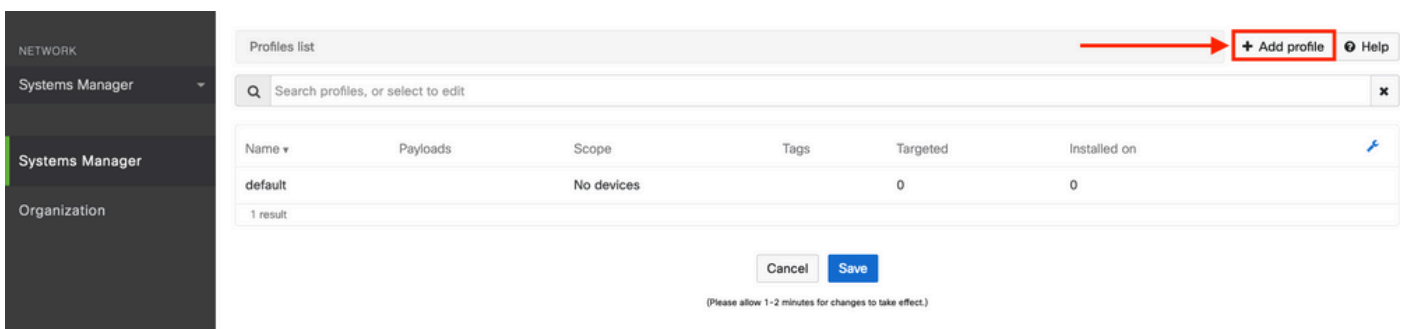 NETWORK
Systems Manager
Systems Manager
Organization
Profiles list
+ Add profile
Help
Search profiles, or select to edit
Name Payloads Scope Tags Targeted Installed on
default No devices 0 0
1 result
Cancel Save
(Please allow 1-2 minutes for changes to take effect.)